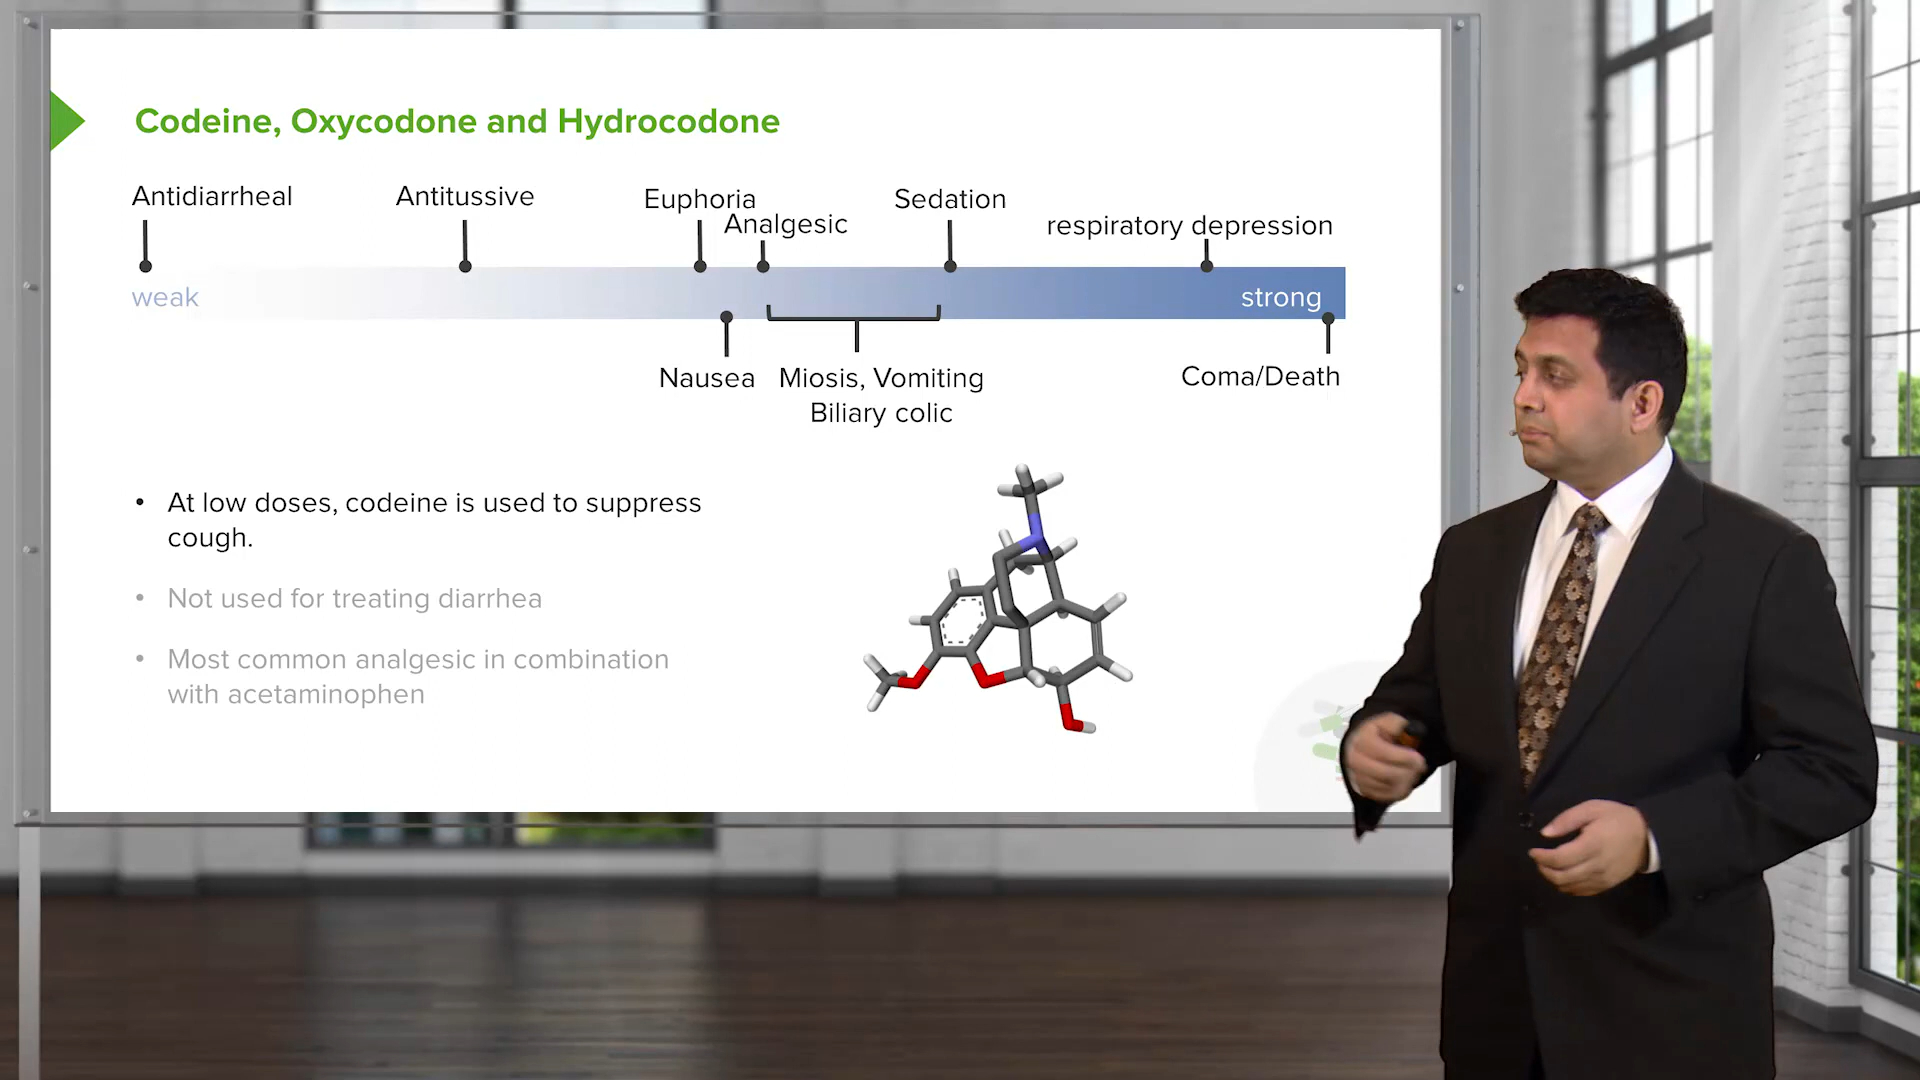 Codeine, Oxycodone and Hydrocodone
Antidiarrheal
Antitussive
Euphoria
Analgesic
Sedation
respiratory depression
weak
strong
Nausea
Miosis, Vomiting
Biliary colic
Coma/Death
• At low doses, codeine is used to suppress
cough.
• Not used for treating diarrhea
• Most common analgesic in combination
with acetaminophen